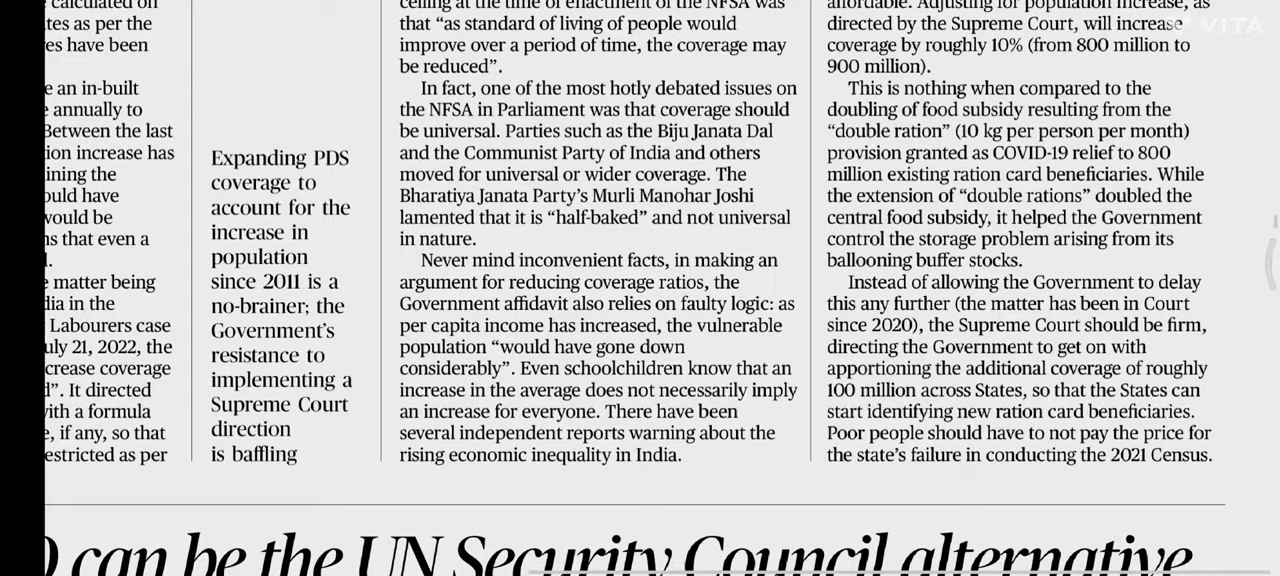 calculated on
tes as per the
res have been
e an in-built
e annually to
Between the last
ion increase has
ining the
ould have
would be
ns that even a
l.
e matter being
dia in the
Labourers case
uly 21, 2022, the
crease coverage
d”. It directed
vith a formula
e, if any, so that
estricted as per
Expanding PDS
coverage to
account for the
increase in
population
since 2011 is a
no-brainer; the
Government’s
resistance to
implementing a
Supreme Court
direction
is baffling
ceiling at the time of enactment of the NFSA was
that “as standard of living of people would
improve over a period of time, the coverage may
be reduced”.
In fact, one of the most hotly debated issues on
the NFSA in Parliament was that coverage should
be universal. Parties such as the Biju Janata Dal
and the Communist Party of India and others
moved for universal or wider coverage. The
Bharatiya Janata Party’s Murli Manohar Joshi
lamented that it is “half-baked” and not universal
in nature.
Never mind inconvenient facts, in making an
argument for reducing coverage ratios, the
Government affidavit also relies on faulty logic: as
per capita income has increased, the vulnerable
population “would have gone down
considerably”. Even schoolchildren know that an
increase in the average does not necessarily imply
an increase for everyone. There have been
several independent reports warning about the
rising economic inequality in India.
affordable. Adjusting for population increase, as
directed by the Supreme Court, will increase
coverage by roughly 10% (from 800 million to
900 million).
This is nothing when compared to the
doubling of food subsidy resulting from the
“double ration” (10 kg per person per month)
provision granted as COVID-19 relief to 800
million existing ration card beneficiaries. While
the extension of “double rations” doubled the
central food subsidy, it helped the Government
control the storage problem arising from its
ballooning buffer stocks.
Instead of allowing the Government to delay
this any further (the matter has been in Court
since 2020), the Supreme Court should be firm,
directing the Government to get on with
apportioning the additional coverage of roughly
100 million across States, so that the States can
start identifying new ration card beneficiaries.
Poor people should have to not pay the price for
the state’s failure in conducting the 2021 Census.
VITA
can be the UN Security Council alternative